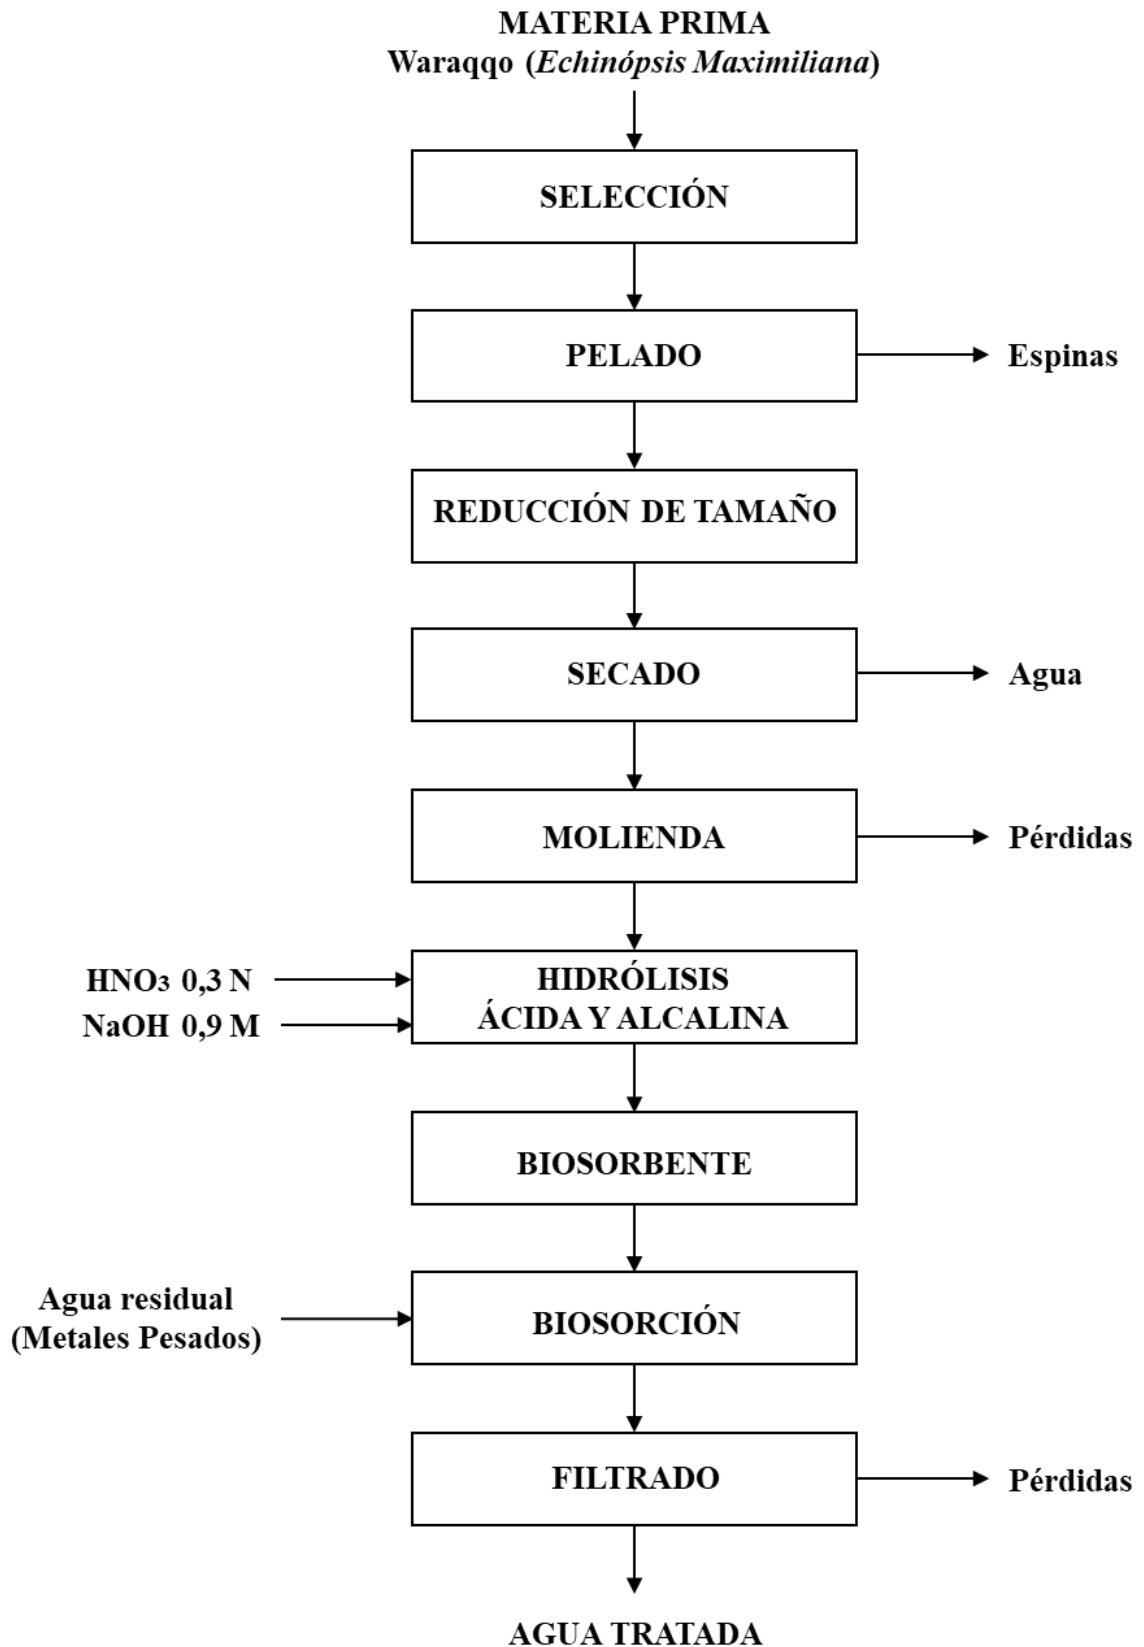 MATERIA PRIMA
Waraqqo (Echinópsis Maximiliana)
SELECCIÓN
PELADO
Espinas
REDUCCIÓN DE TAMAÑO
SECADO
Agua
MOLIENDA
Pérdidas
HNO₃ 0,3 N
NaOH 0,9 M
HIDRÓLISIS
ÁCIDA Y ALCALINA
BIOSORBENTE
Agua residual
(Metales Pesados)
BIOSORCIÓN
FILTRADO
Pérdidas
AGUA TRATADA